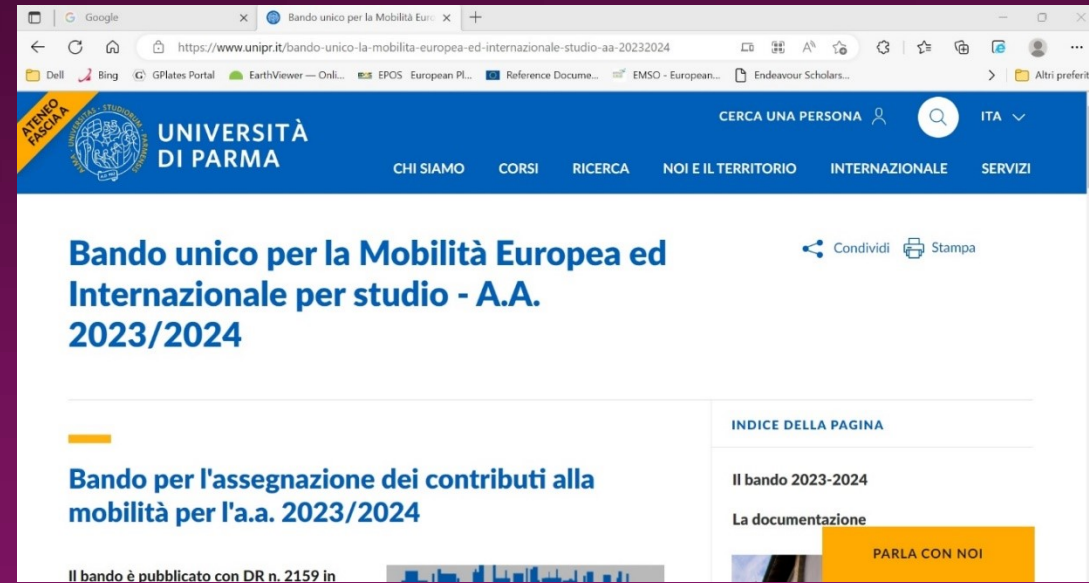 Google
Bando unico per la Mobilità Eur
https://www.unipr.it/bando-unico-la-mobilita-europea-ed-internazionale-studio-aa-20232024
Dell
Bing
GPlates Portal
EarthViewer — Onli...
EPOS European Pl...
Reference Docume...
EMSO - European...
Endeavour Scholars...
Altri preferit
ATENEO
FASCIA A
UNIVERSITÀ
DI PARMA
CERCA UNA PERSONA
ITA
CHI SIAMO
CORSI
RICERCA
NOI E IL TERRITORIO
INTERNAZIONALE
SERVIZI
Bando unico per la Mobilità Europea ed
Internazionale per studio - A.A.
2023/2024
Condividi
Stampa
INDICE DELLA PAGINA
Bando per l'assegnazione dei contributi alla
mobilità per l'a.a. 2023/2024
Il bando 2023-2024
La documentazione
PARLA CON NOI
Il bando è pubblicato con DR n. 2159 in